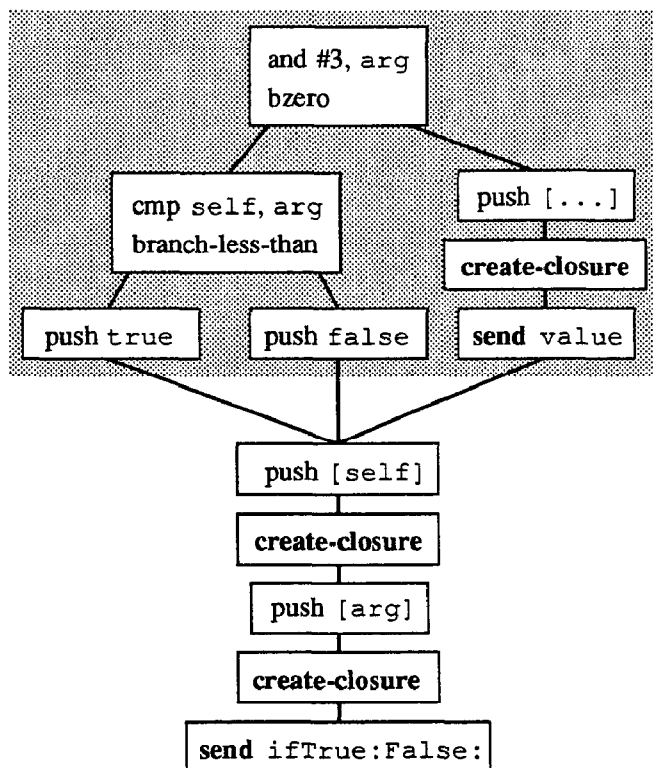 and #3, arg
bzero
cmp self, arg
branch-less-than
push [...]
create-closure
push true
push false
send value
push [self]
create-closure
push [arg]
create-closure
send ifTrue:False: